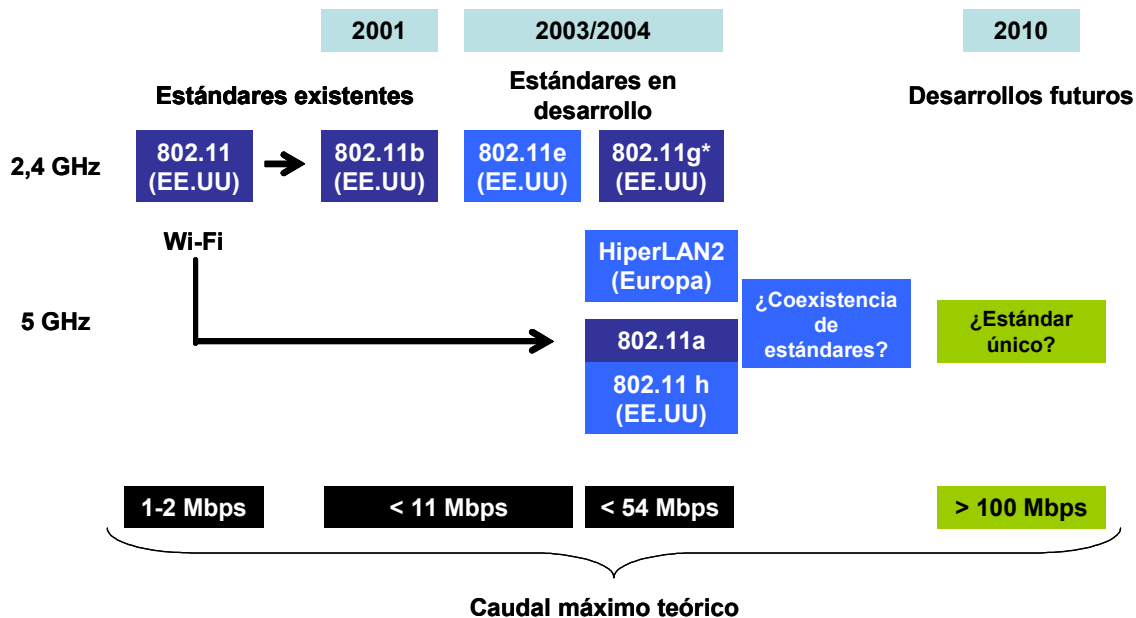 2001
2003/2004
2010
Estándares existentes
Estándares en
desarrollo
Desarrollos futuros
2,4 GHz
802.11
(EE.UU)
802.11b
(EE.UU)
802.11e
(EE.UU)
802.11g*
(EE.UU)
Wi-Fi
HiperLAN2
(Europa)
5 GHz
¿Coexistencia
de
estándares?
¿Estándar
único?
802.11a
802.11 h
(EE.UU)
1-2 Mbps
< 11 Mbps
< 54 Mbps
> 100 Mbps
Caudal máximo teórico